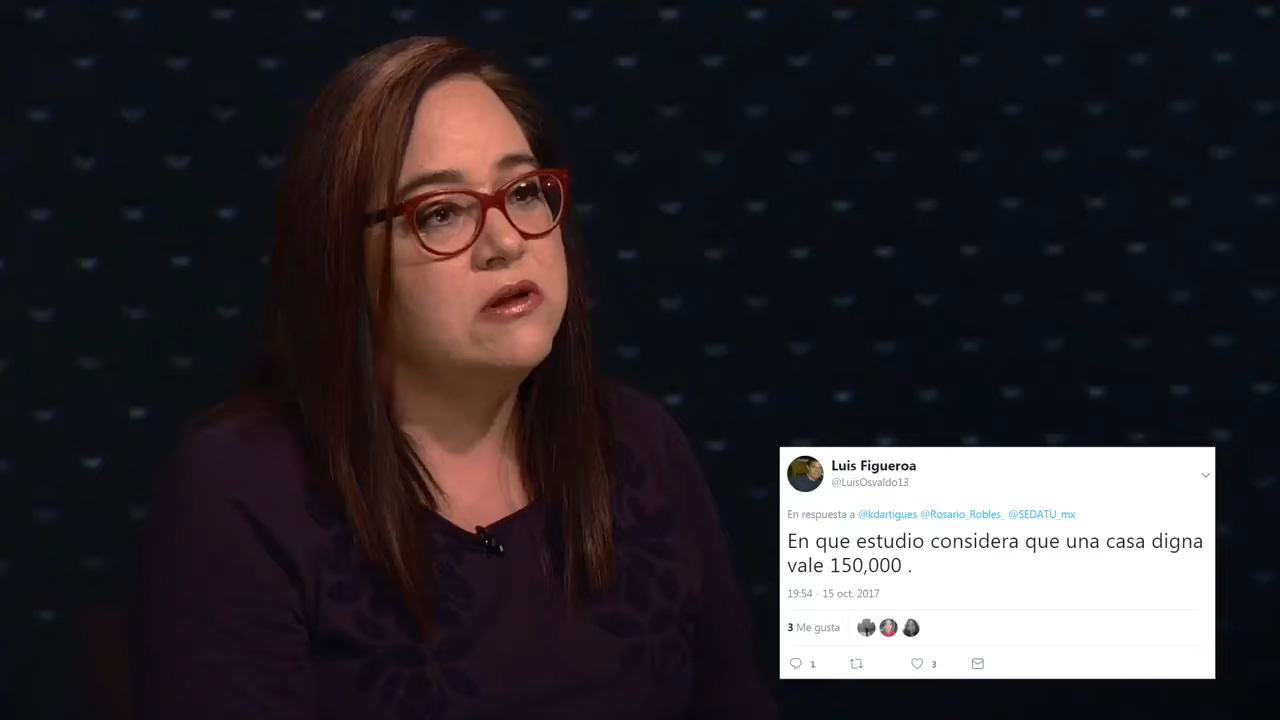 Luis Figueroa
@LuisOsvaldo13
En respuesta a @kdartigues @Rosario_Robles_ @SEDATU_mx
En que estudio considera que una casa digna
vale 150,000 .
19:54 - 15 oct. 2017
3 Me gusta
1 3